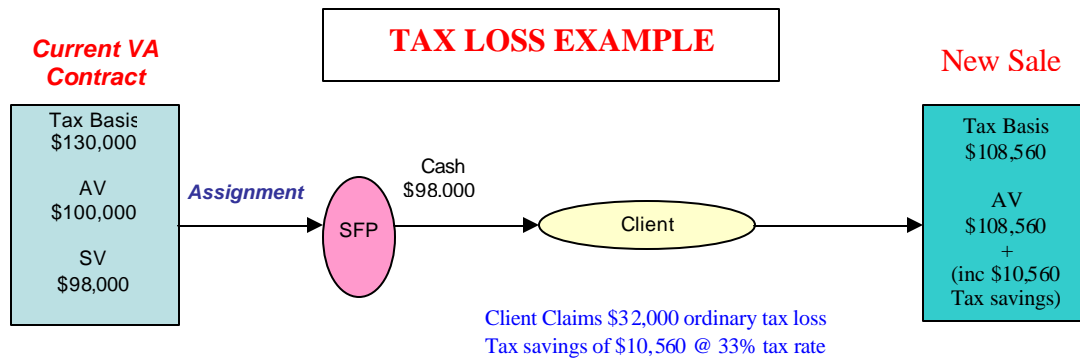 TAX LOSS EXAMPLE
Current VA
Contract
New Sale
Tax Basis
$130,000
AV
$100,000
SV
$98,000
Assignment
SFP
Cash
$98.000
Client
Tax Basis
$108,560
AV
$108,560
+
(inc $10,560
Tax savings)
Client Claims $32,000 ordinary tax loss
Tax savings of $10,560 @ 33% tax rate